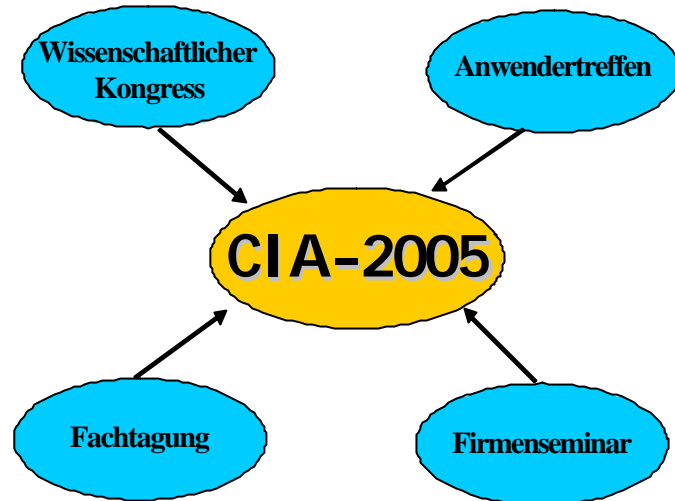 Wissenschaftlicher
Kongress
Anwendertreffen
CIA-2005
Fachtagung
Firmenseminar